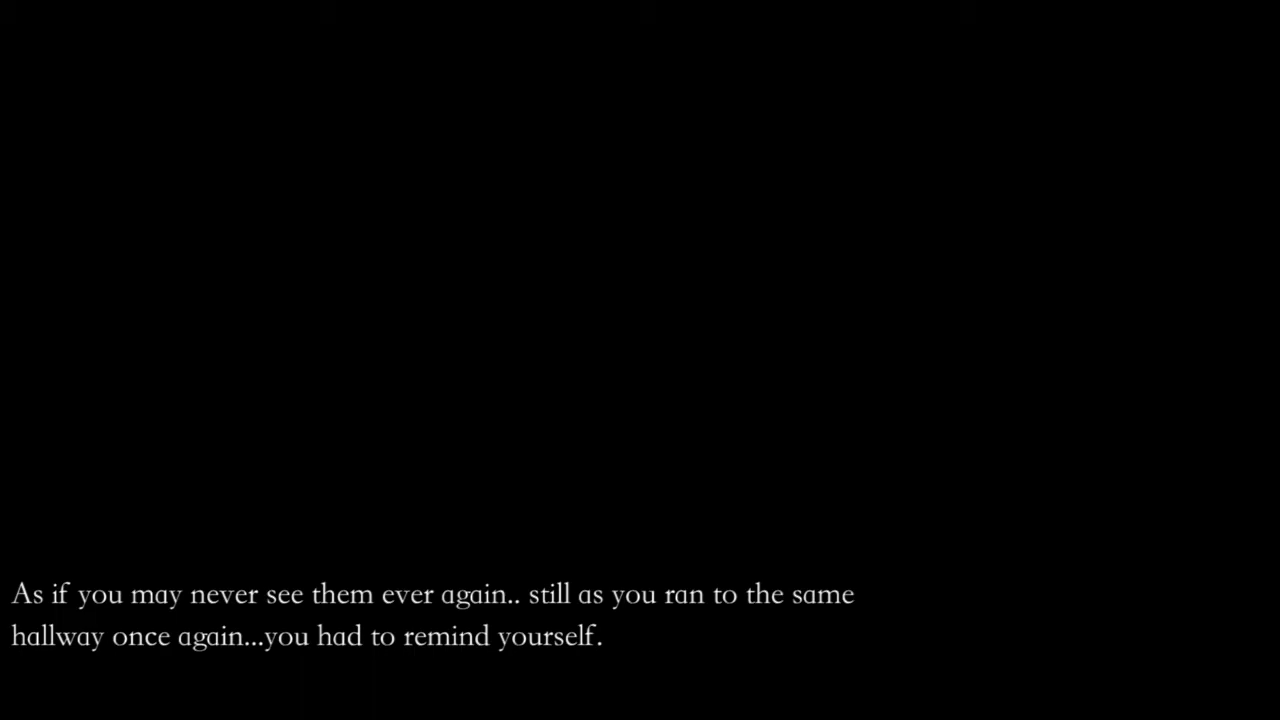 As if you may never see them ever again.. still as you ran to the same
hallway once again...you had to remind yourself.